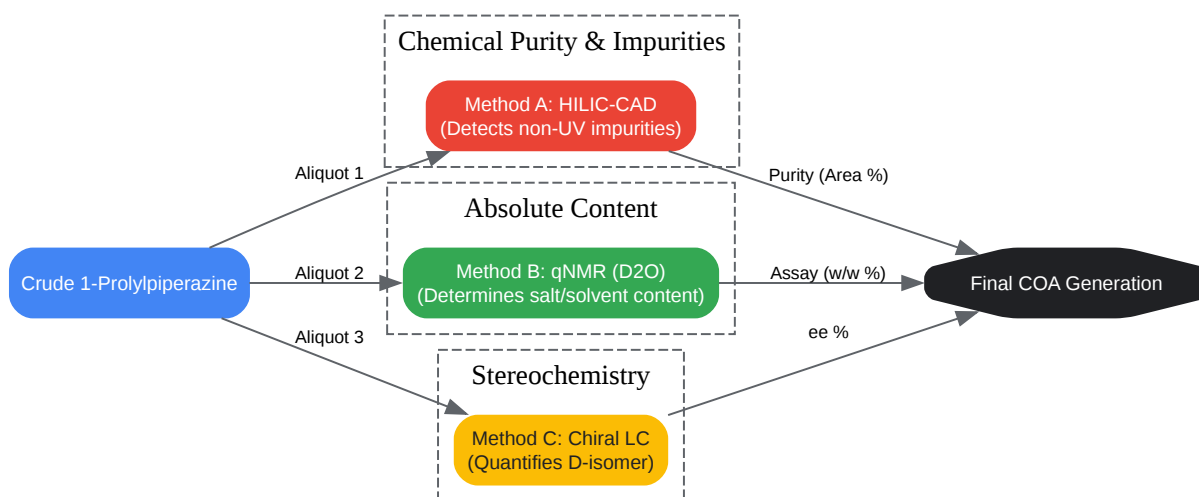 Chemical Purity & Impurities
Method A: HILIC-CAD
(Detects non-UV impurities)
Aliquot 1
Purity (Area %)
Absolute Content
Crude 1-Prolylpiperazine
Aliquot 2
Method B: qNMR (D2O)
(Determines salt/solvent content)
Assay (w/w %)
Final COA Generation
Aliquot 3
ee %
Stereochemistry
Method C: Chiral LC
(Quantifies D-isomer)